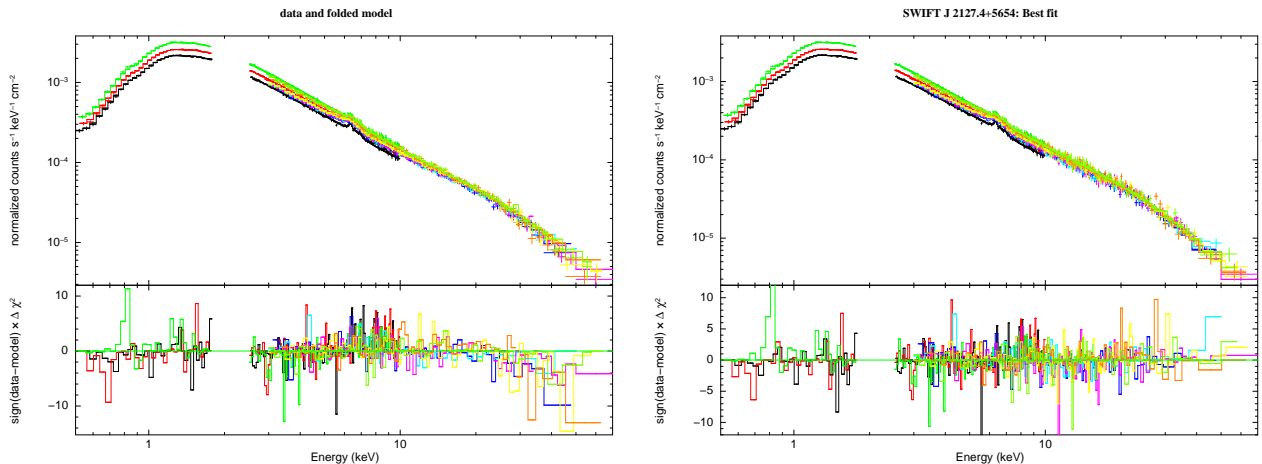 data and folded model
normalized counts s⁻¹ keV⁻¹ cm⁻²
10⁻³
10⁻⁴
10⁻⁵
sign(data−model) × Δ χ²
10
0
−10
1
10
Energy (keV)
SWIFT J 2127.4+5654: Best fit
normalized counts s⁻¹ keV⁻¹ cm⁻²
10⁻³
10⁻⁴
10⁻⁵
sign(data−model) × Δ χ²
10
5
0
−5
−10
1
10
Energy (keV)